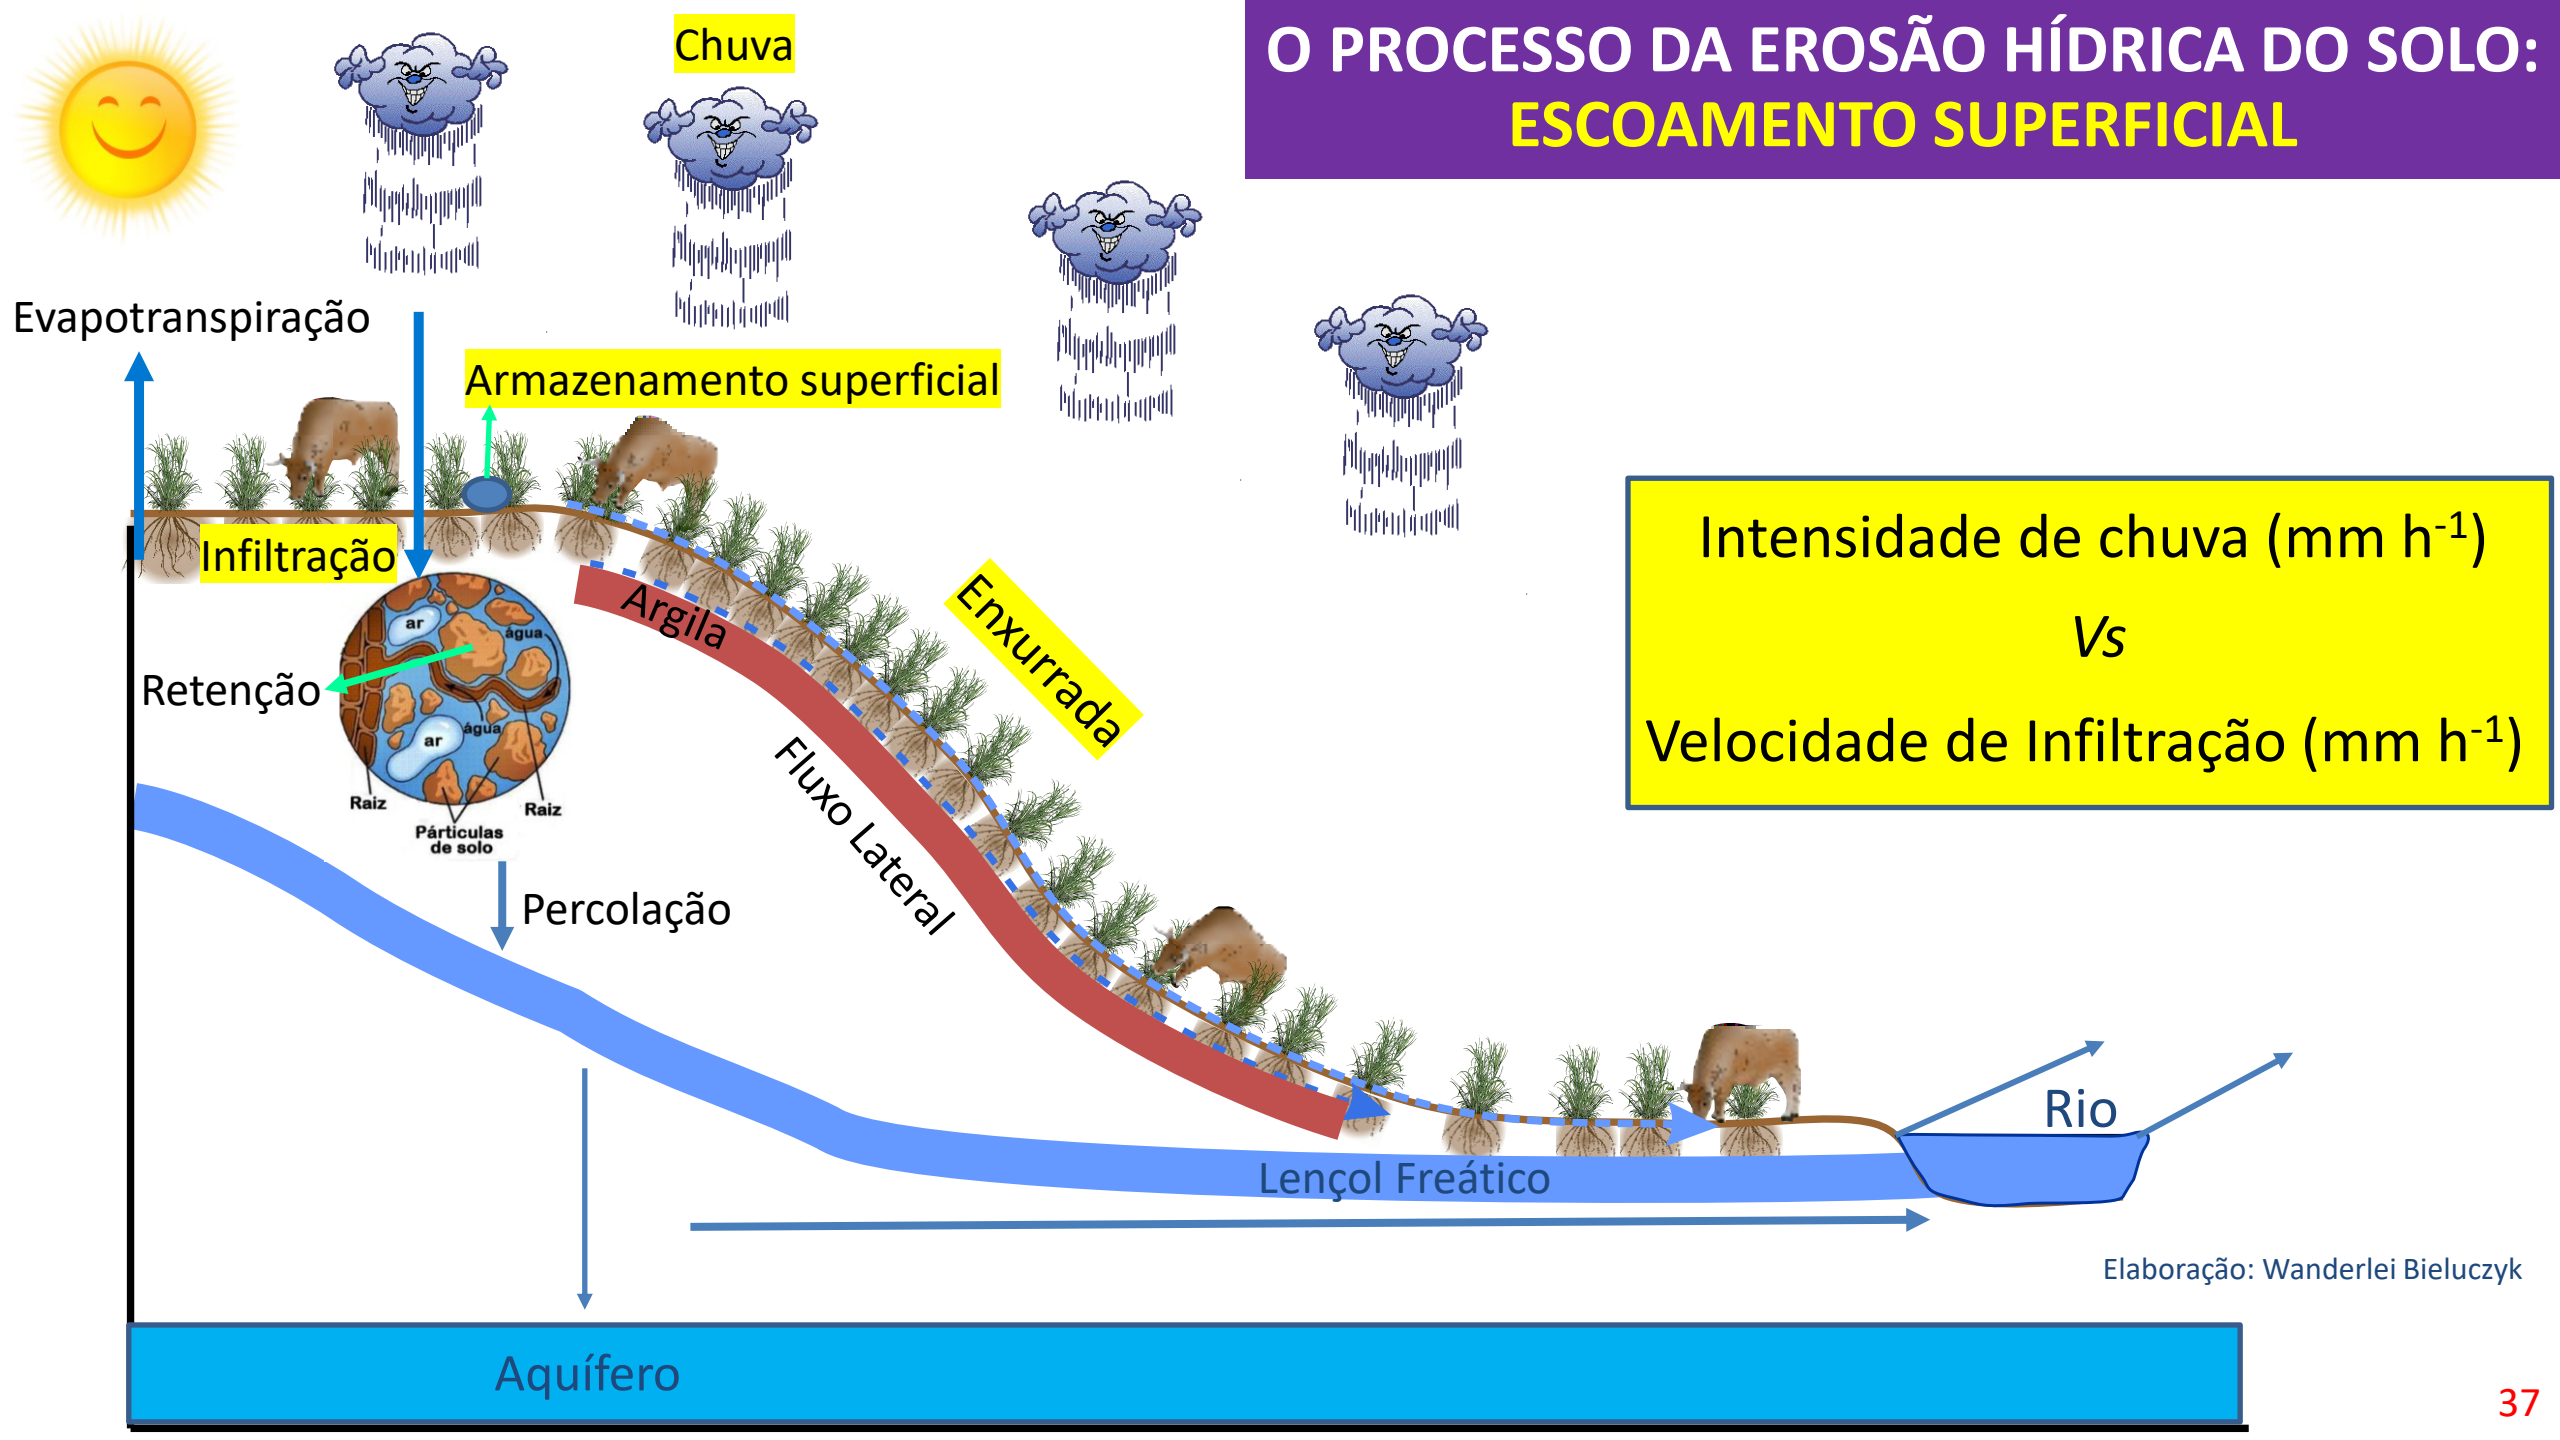 O PROCESSO DA EROSÃO HÍDRICA DO SOLO:
ESCOAMENTO SUPERFICIAL
Chuva
Evapotranspiração
Armazenamento superficial
Infiltração
Intensidade de chuva (mm h⁻¹)
Vs
Velocidade de Infiltração (mm h⁻¹)
Argila
Enxurrada
ar
água
Retenção
água
ar
Raiz
Raiz
Párticulas
de solo
Fluxo Lateral
Percolação
Rio
Lençol Freático
Elaboração: Wanderlei Bieluczyk
Aquífero
37